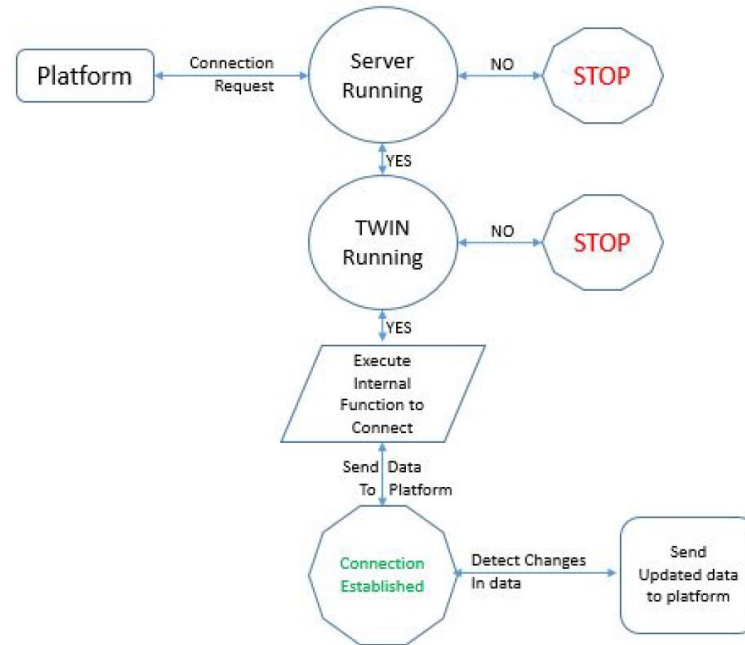 Platform
Connection
Request
Server
Running
NO
STOP
YES
TWIN
Running
NO
STOP
YES
Execute
Internal
Function to
Connect
Send Data
To Platform
Connection
Established
Detect Changes
In data
Send
Updated data
to platform